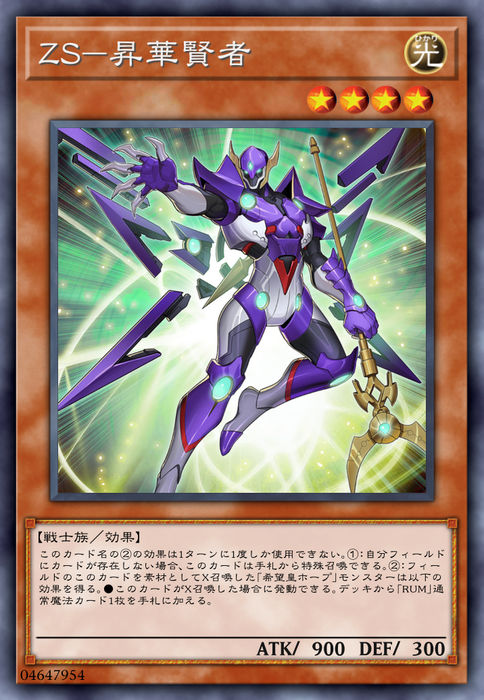 ZS－昇華賢者
ひかり
光
【戦士族／効果】
このカード名の②の効果は1ターンに1度しか使用できない。①：自分フィールド
にカードが存在しない場合、このカードは手札から特殊召喚できる。②：フィー
ルドのこのカードを素材としてX召喚した「希望皇ホープ」モンスターは以下の
効果を得る。●このカードがX召喚した場合に発動できる。デッキから「RUM」通
常魔法カード1枚を手札に加える。
ATK/ 900 DEF/ 300
04647954